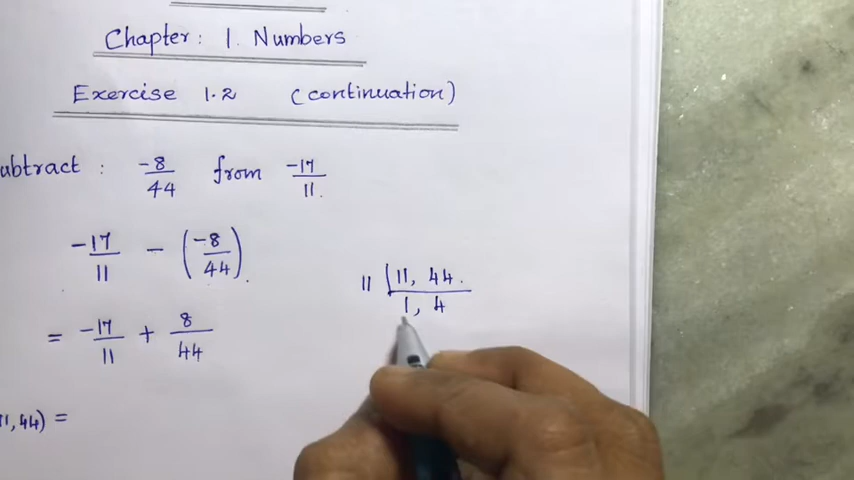 Chapter: 1. Numbers
Exercise 1.2 (continuation)
ubtract : -8/44 from -17/11.
-17/11 - (-8/44).
= -17/11 + 8/44
11 | 11, 44.
1, 4
11, 44) =